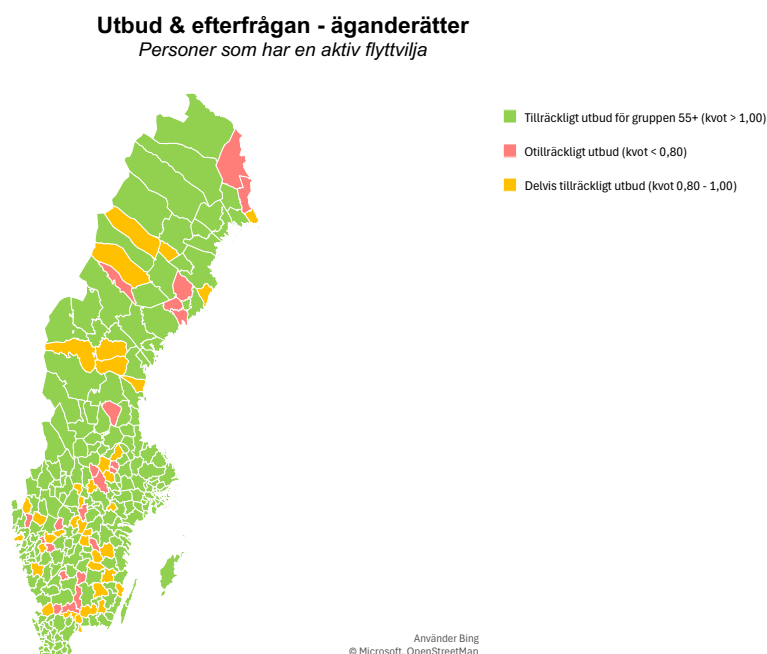 Utbud & efterfrågan - äganderätter
Personer som har en aktiv flyttvilja
Tillräckligt utbud för gruppen 55+ (kvot > 1,00)
Otillräckligt utbud (kvot < 0,80)
Delvis tillräckligt utbud (kvot 0,80 - 1,00)
Använder Bing
© Microsoft, OpenStreetMap